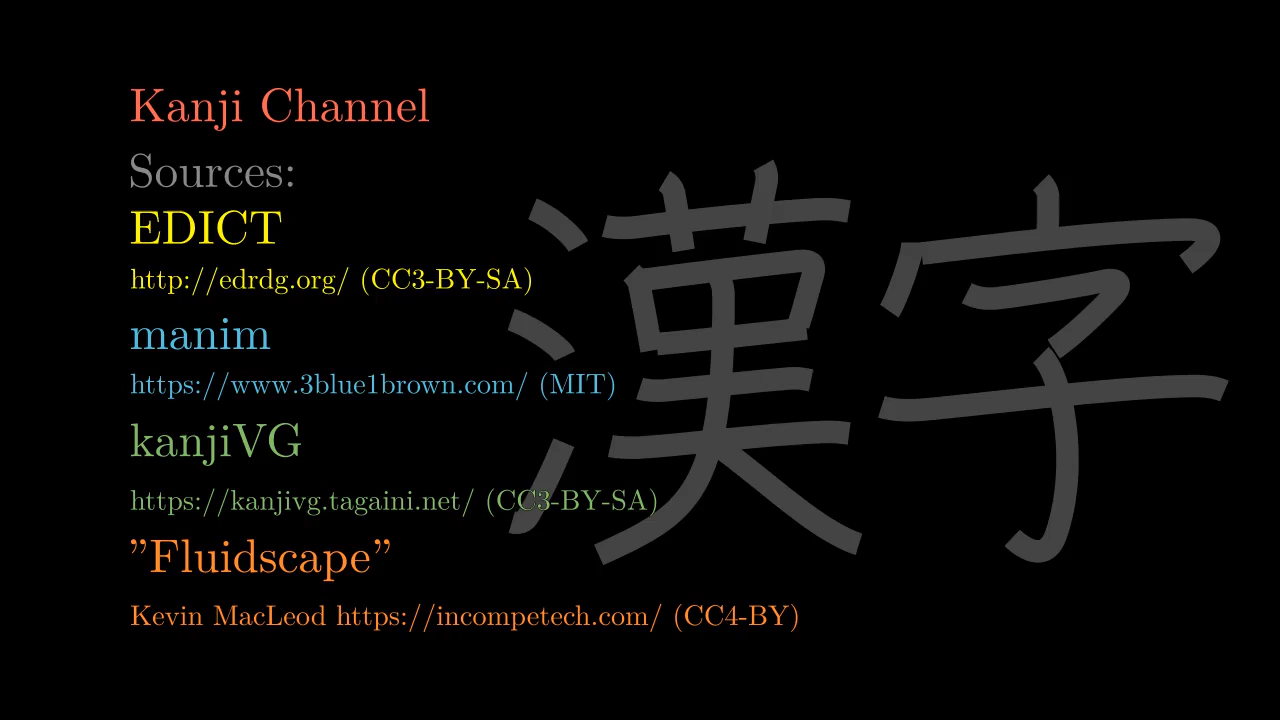 Kanji Channel
Sources:
EDICT
http://edrdg.org/ (CC3-BY-SA)
manim
https://www.3blue1brown.com/ (MIT)
kanjiVG
https://kanjivg.tagaini.net/ (CC3-BY-SA)
”Fluidscape”
Kevin MacLeod https://incompetech.com/ (CC4-BY)
漢字